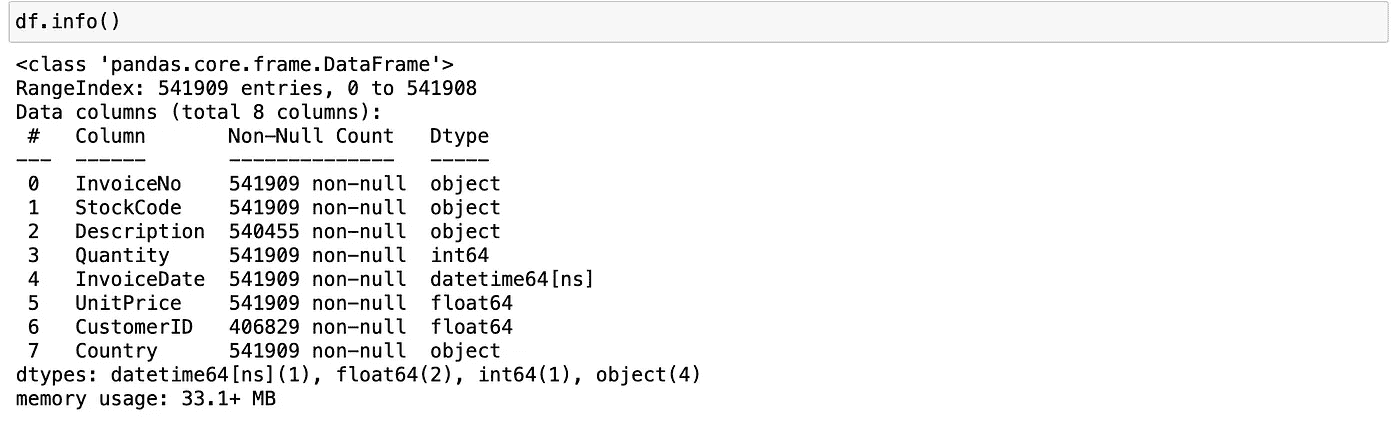 df.info()
<class 'pandas.core.frame.DataFrame'>
RangeIndex: 541909 entries, 0 to 541908
Data columns (total 8 columns):
 #   Column       Non-Null Count   Dtype
---  ------       --------------   -----
 0   InvoiceNo    541909 non-null  object
 1   StockCode    541909 non-null  object
 2   Description  540455 non-null  object
 3   Quantity     541909 non-null  int64
 4   InvoiceDate  541909 non-null  datetime64[ns]
 5   UnitPrice    541909 non-null  float64
 6   CustomerID   406829 non-null  float64
 7   Country      541909 non-null  object
dtypes: datetime64[ns](1), float64(2), int64(1), object(4)
memory usage: 33.1+ MB